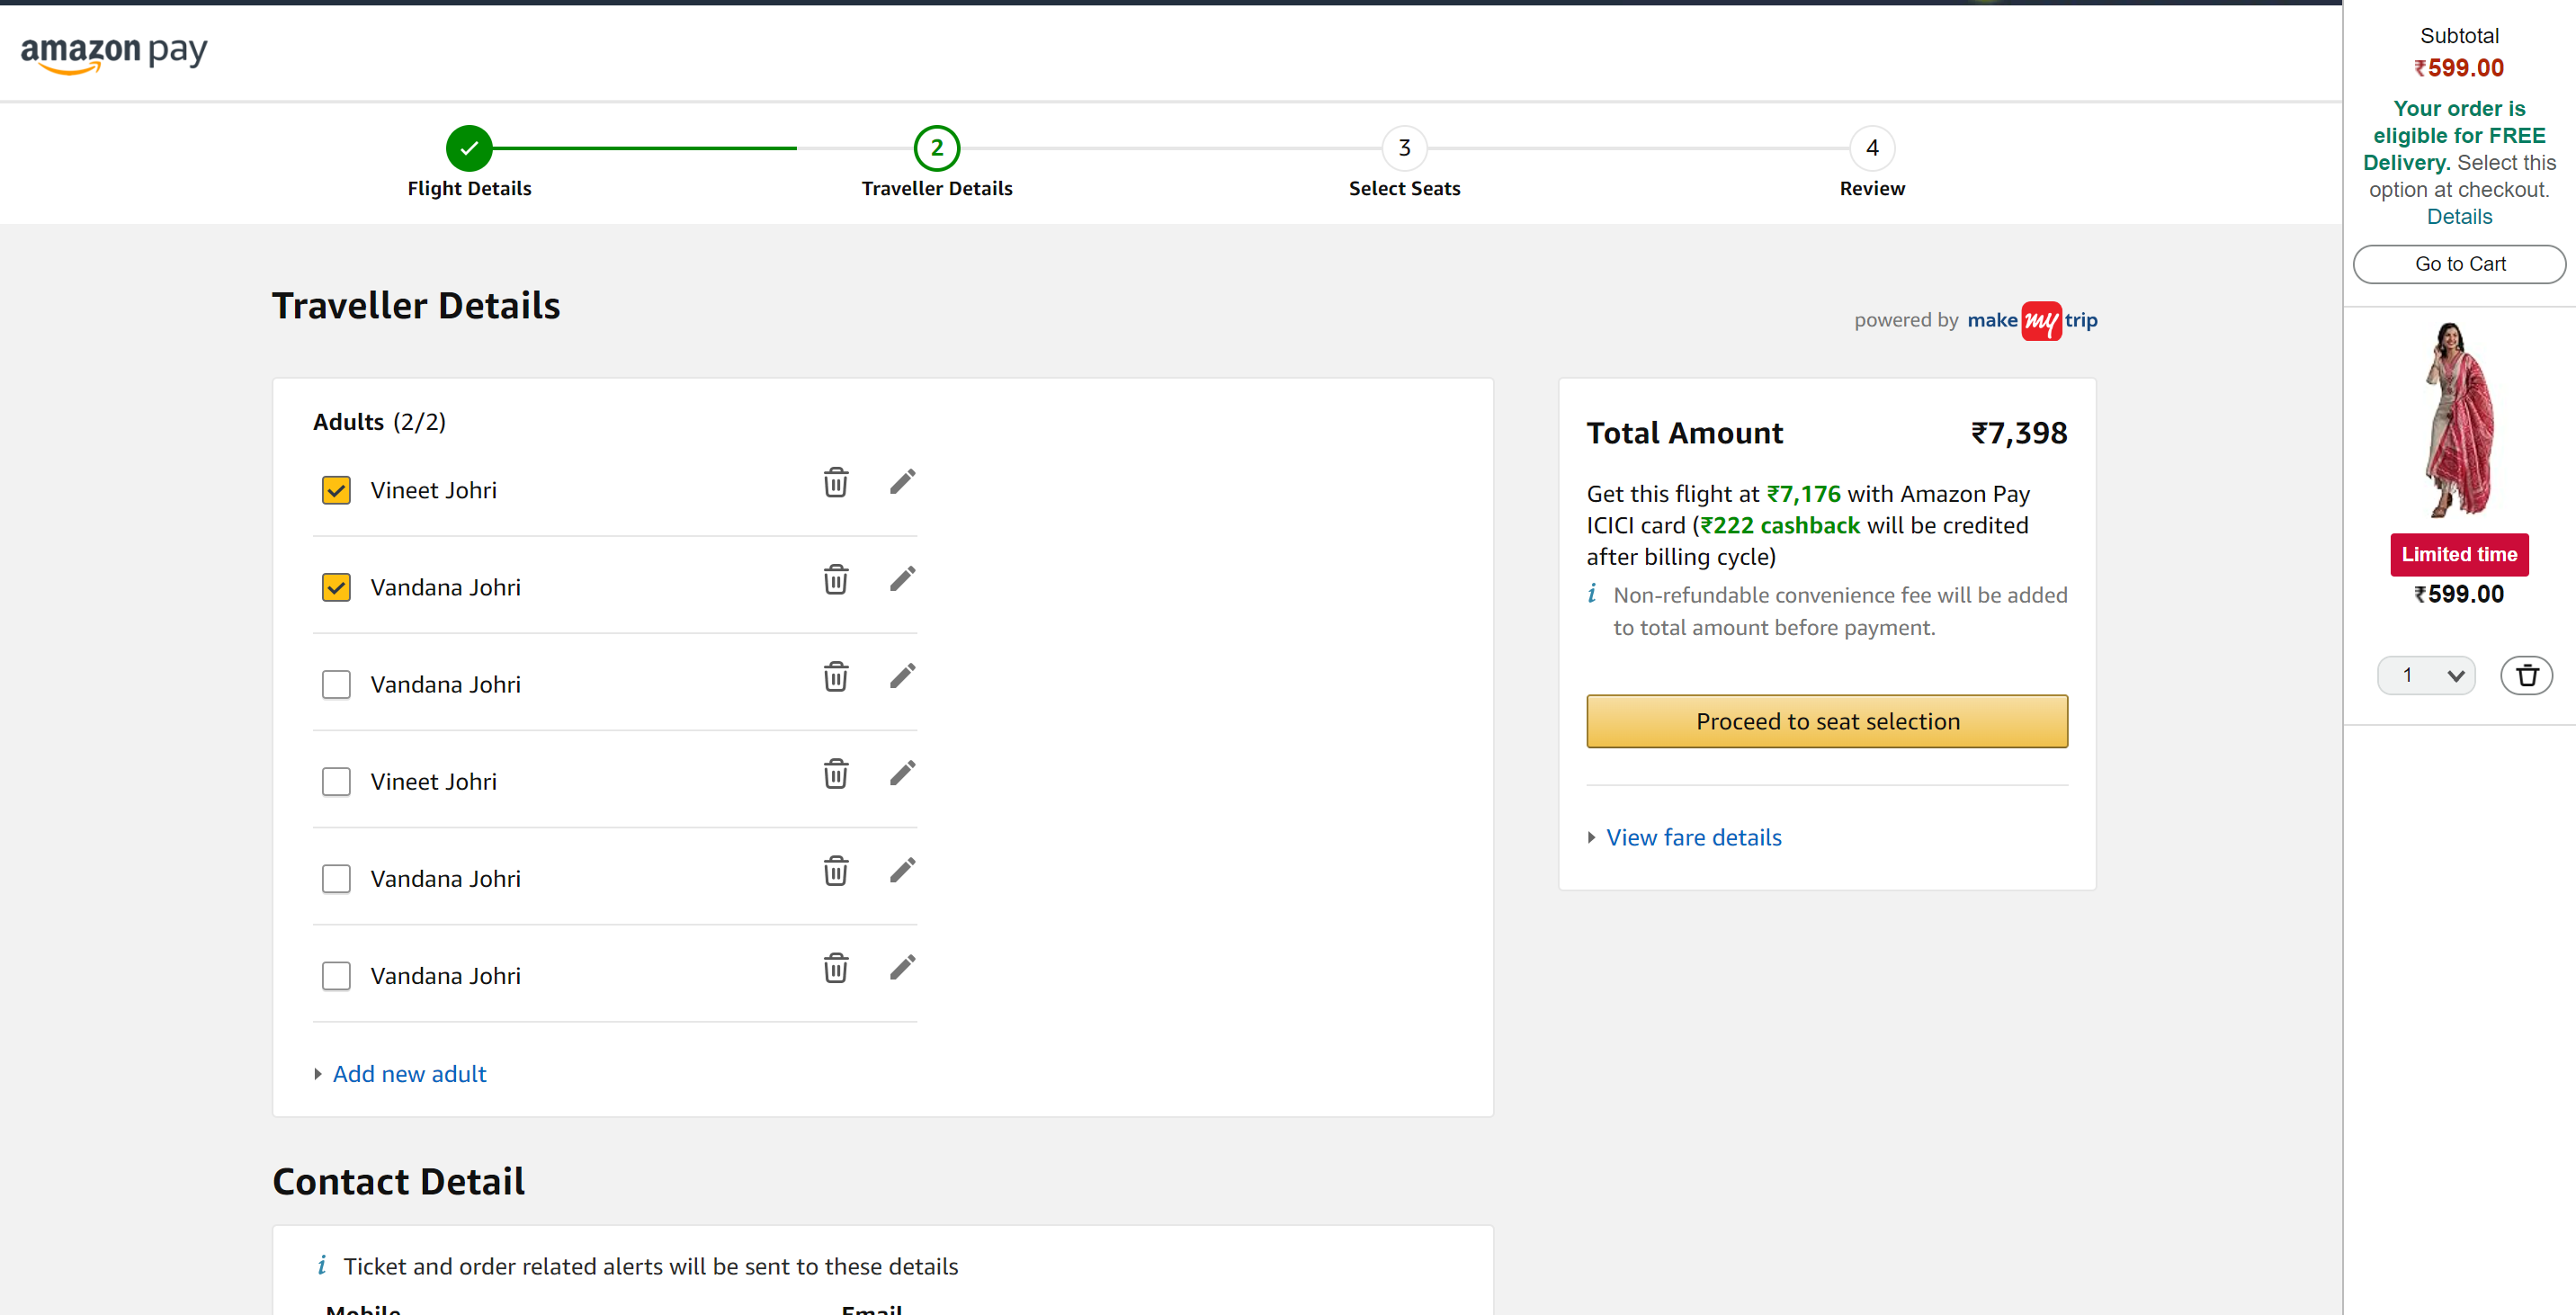 amazon pay
2
3
4
Flight Details
Traveller Details
Select Seats
Review
Traveller Details
powered by make my trip
Adults (2/2)
Vineet Johri
Vandana Johri
Vandana Johri
Vineet Johri
Vandana Johri
Vandana Johri
Add new adult
Total Amount ₹7,398
Get this flight at ₹7,176 with Amazon Pay
ICICI card (₹222 cashback will be credited
after billing cycle)
i Non-refundable convenience fee will be added
to total amount before payment.
Proceed to seat selection
View fare details
Contact Detail
i Ticket and order related alerts will be sent to these details
Mobile
Email
Subtotal
₹599.00
Your order is
eligible for FREE
Delivery. Select this
option at checkout.
Details
Go to Cart
Limited time
₹599.00
1